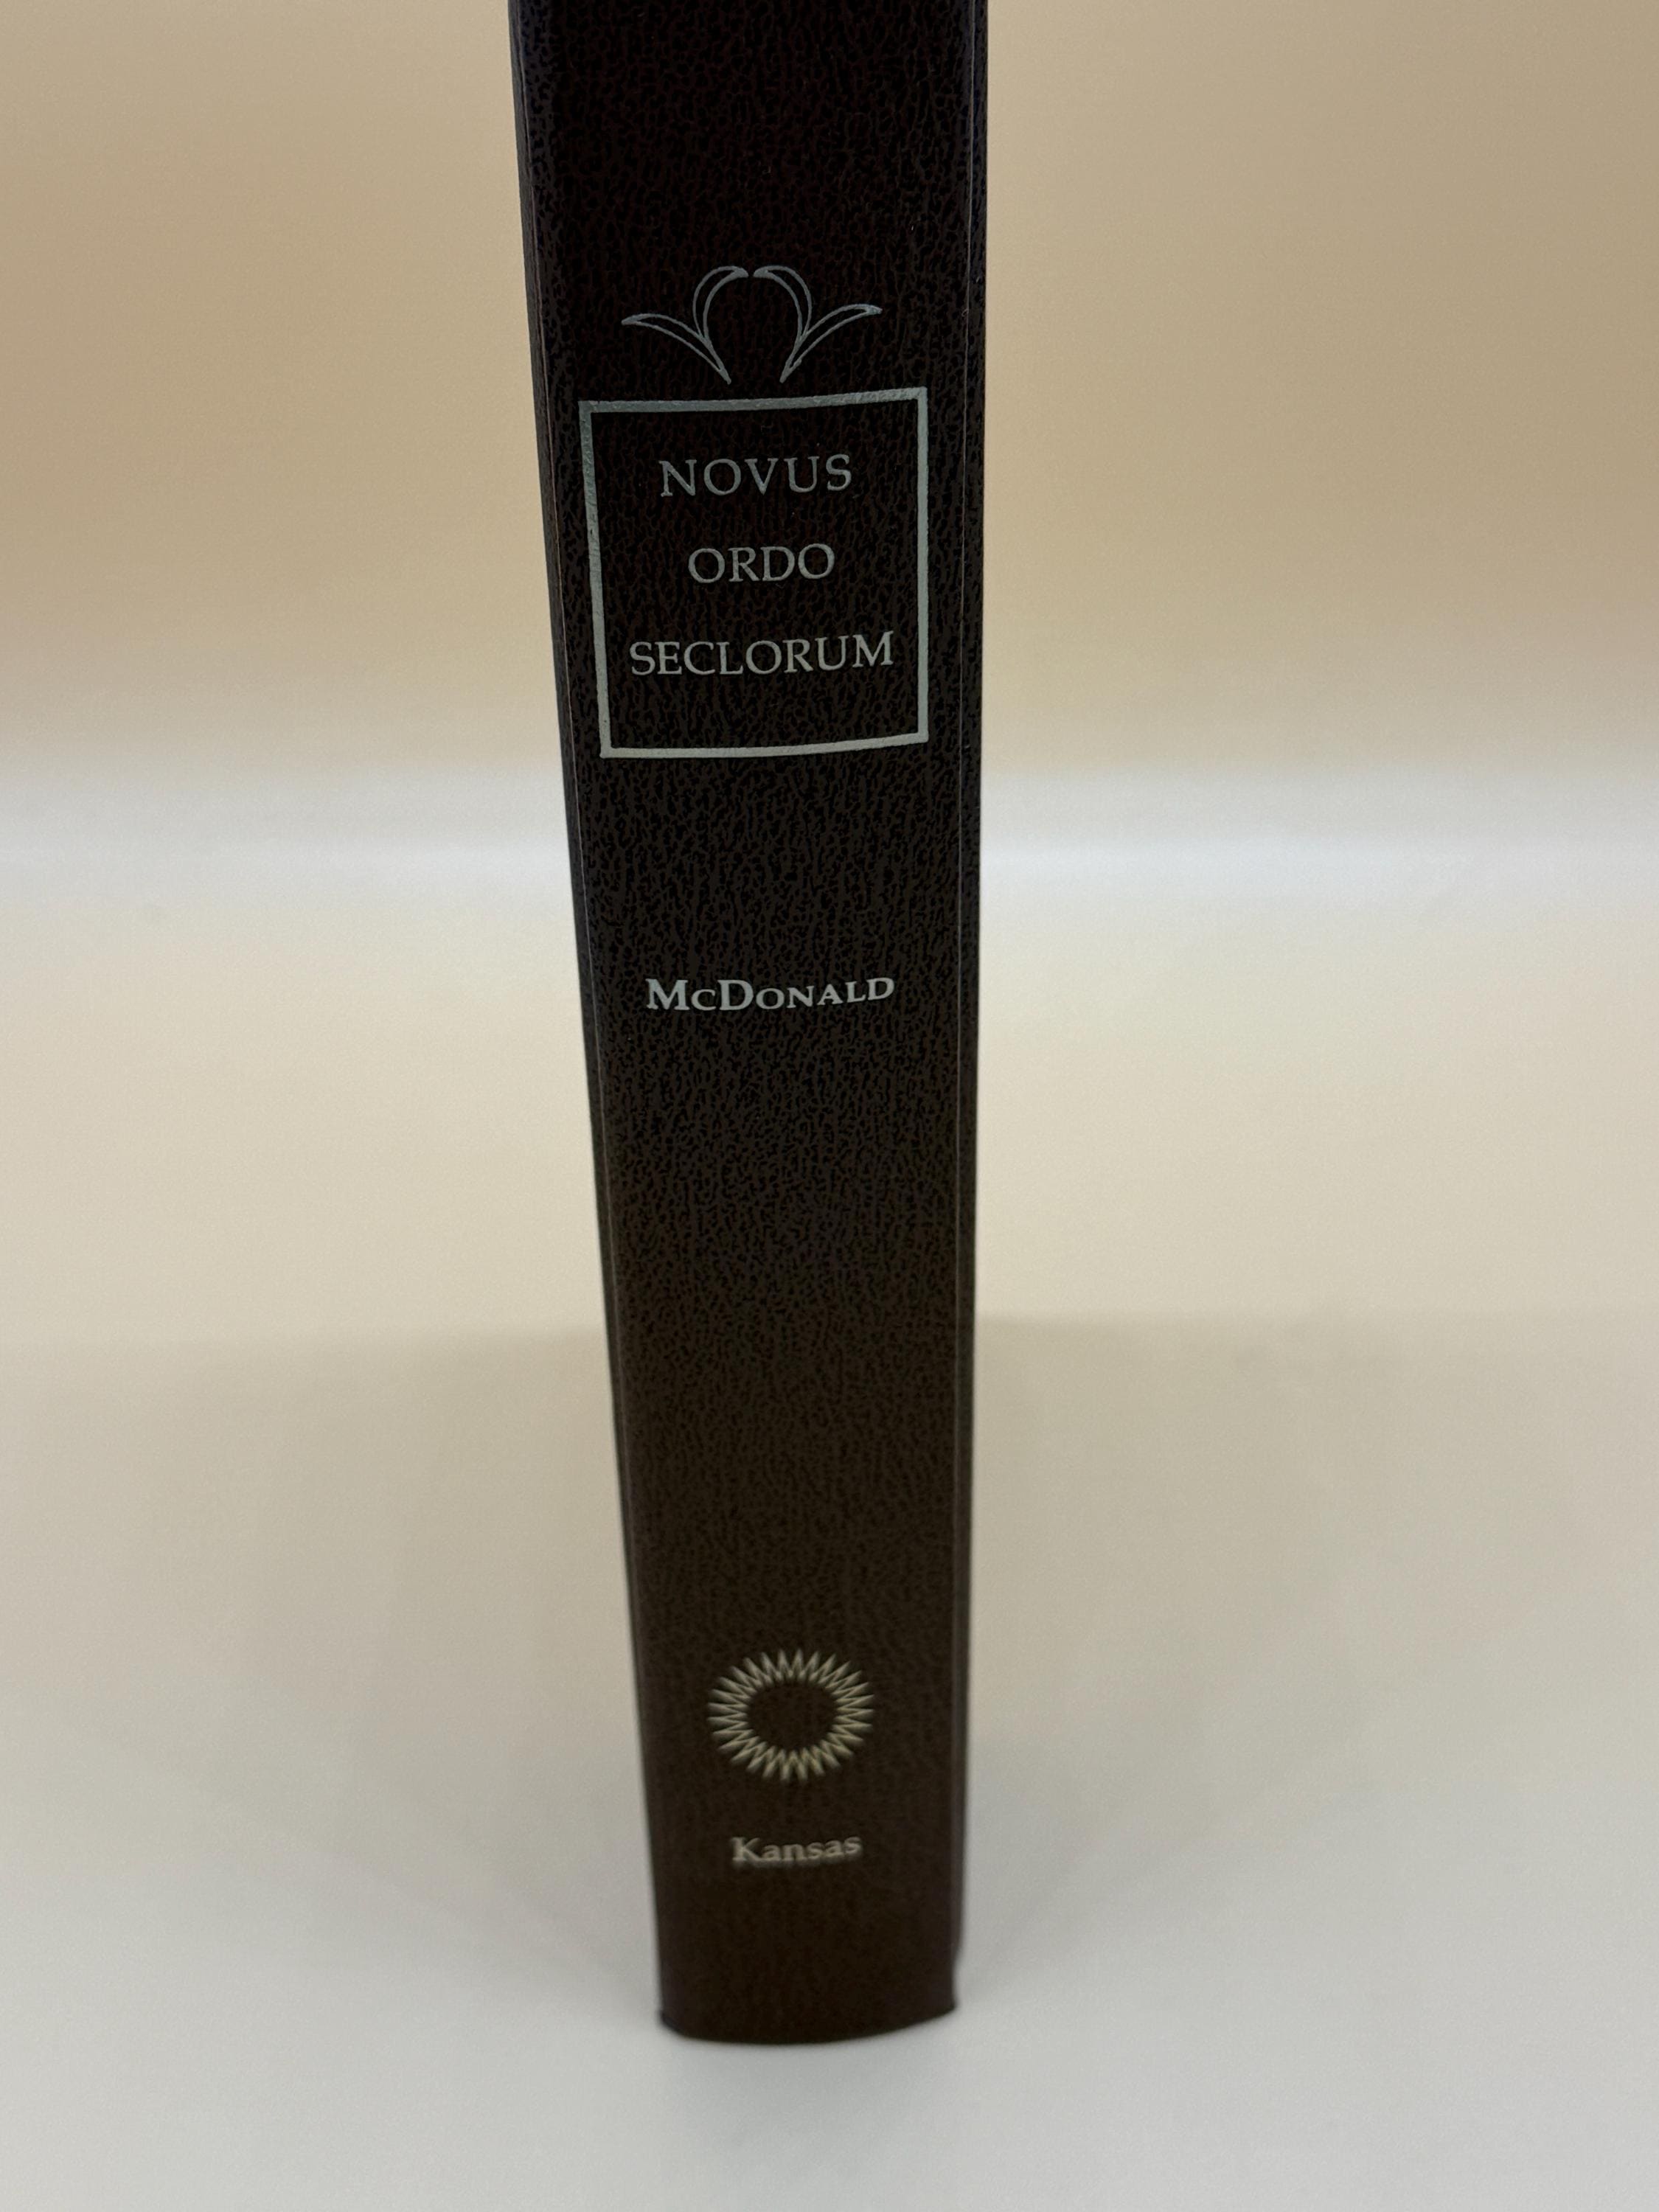 NOVUS
ORDO
SECLORUM
McDONALD
Kansas